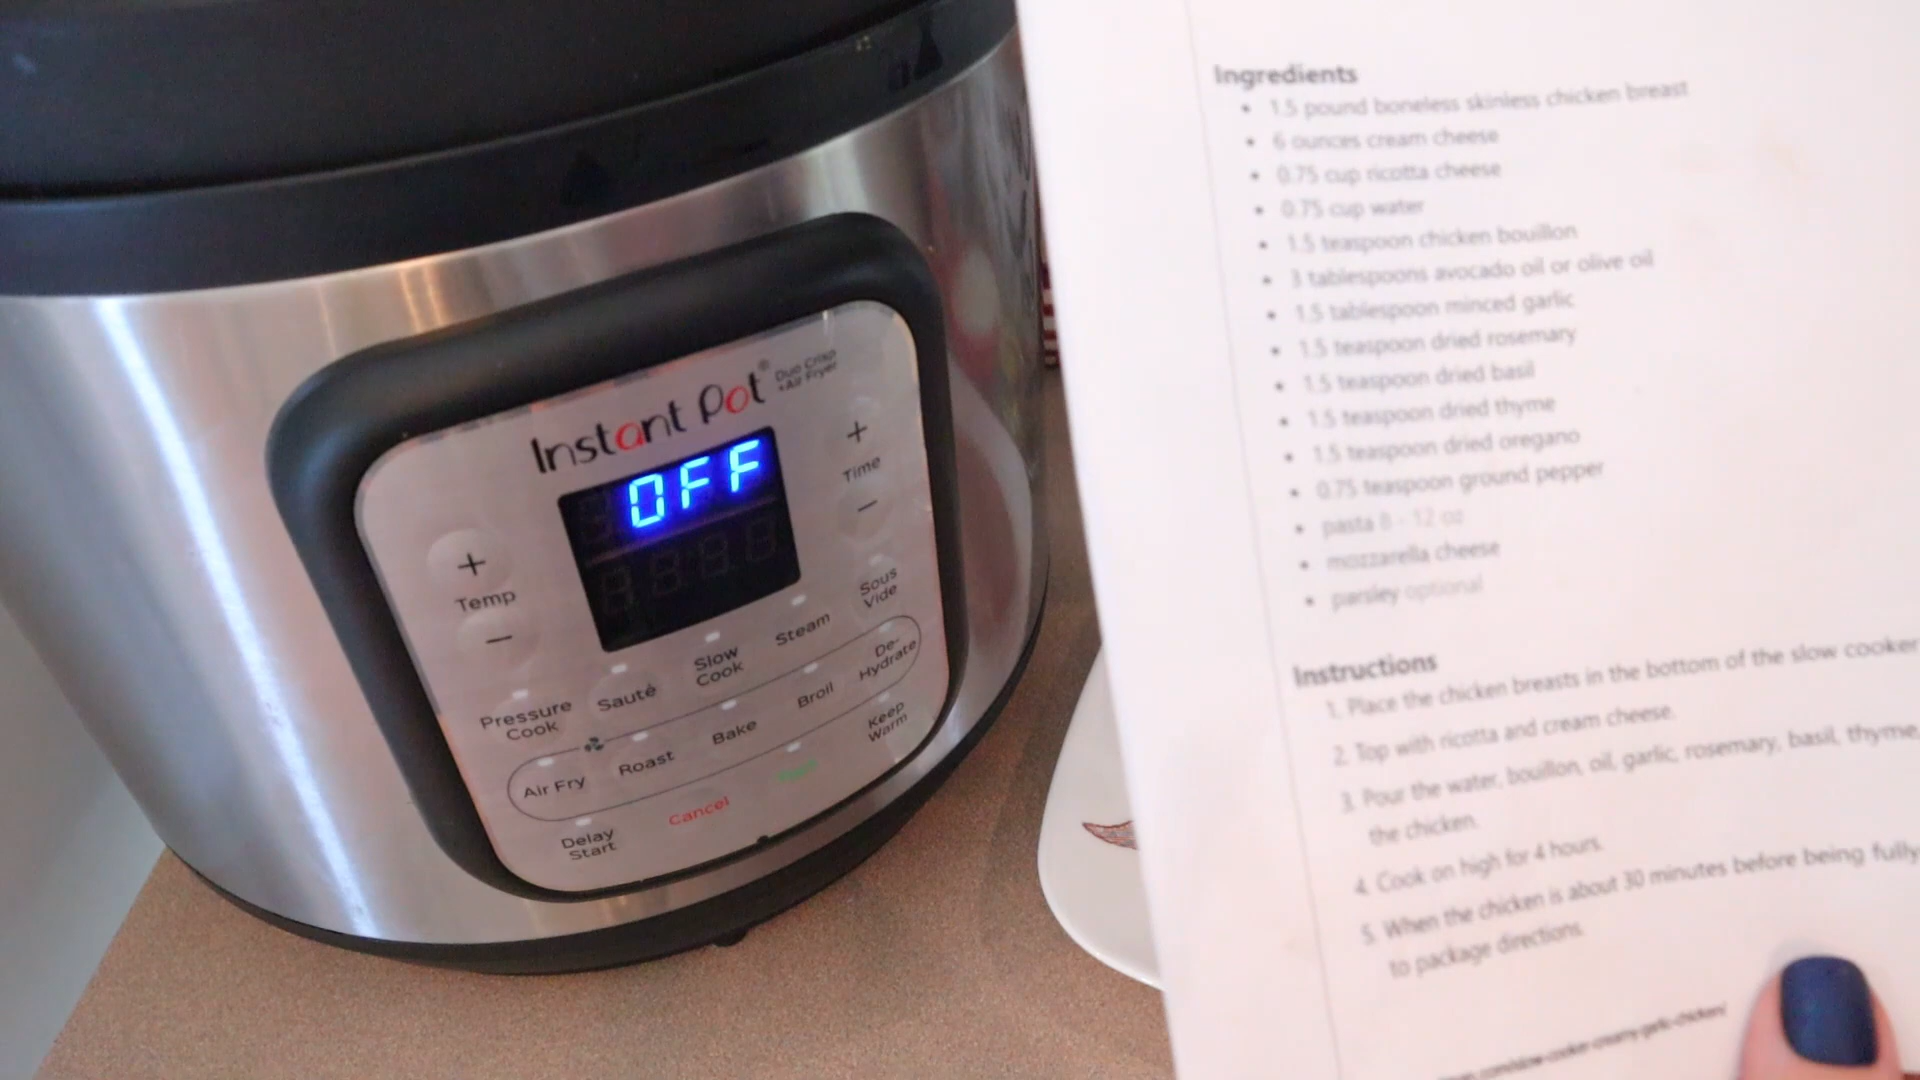 Instant Pot®
Duo Crisp
+Air Fryer
OFF
+
Time
−
+
Temp
−
Pressure
Cook
Sauté
Slow
Cook
Steam
Sous
Vide
Air Fry
Roast
Bake
Broil
De-
Hydrate
Delay
Start
Cancel
Keep
Warm
Ingredients
• 1.5 pound boneless skinless chicken breast
• 6 ounces cream cheese
• 0.75 cup ricotta cheese
• 0.75 cup water
• 1.5 teaspoon chicken bouillon
• 3 tablespoons avocado oil or olive oil
• 1.5 tablespoon minced garlic
• 1.5 teaspoon dried rosemary
• 1.5 teaspoon dried basil
• 1.5 teaspoon dried thyme
• 1.5 teaspoon dried oregano
• 0.75 teaspoon ground pepper
• pasta 8 - 12 oz
• mozzarella cheese
• parsley optional
Instructions
1. Place the chicken breasts in the bottom of the slow cooker
2. Top with ricotta and cream cheese.
3. Pour the water, bouillon, oil, garlic, rosemary, basil, thyme,
the chicken.
4. Cook on high for 4 hours.
5. When the chicken is about 30 minutes before being fully
to package directions.
/slow-cooker-creamy-garlic-chicken/